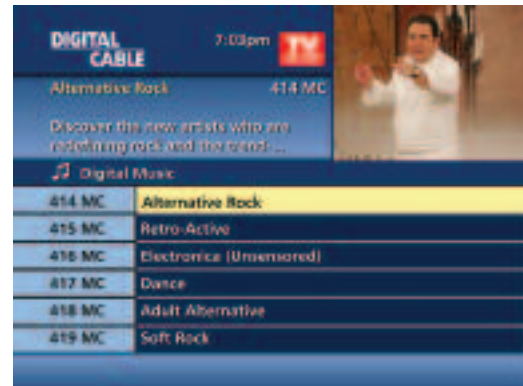 DIGITAL
CABLE
7:03pm
TV
Alternative Rock 414 MC
Discover the new artists who are
redefining rock and the trend-...
Digital Music
414 MC Alternative Rock
415 MC Retro-Active
416 MC Electronica (Unsensored)
417 MC Dance
418 MC Adult Alternative
419 MC Soft Rock